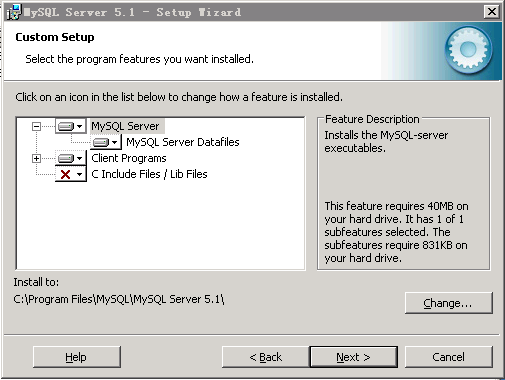 MySQL Server 5.1 - Setup Wizard
Custom Setup
Select the program features you want installed.
Click on an icon in the list below to change how a feature is installed.
MySQL Server
MySQL Server Datafiles
Client Programs
C Include Files / Lib Files
Feature Description
Installs the MySQL-server
executables.
This feature requires 40MB on
your hard drive. It has 1 of 1
subfeatures selected. The
subfeatures require 831KB on
your hard drive.
Install to:
C:\Program Files\MySQL\MySQL Server 5.1\
Change...
Help
< Back
Next >
Cancel